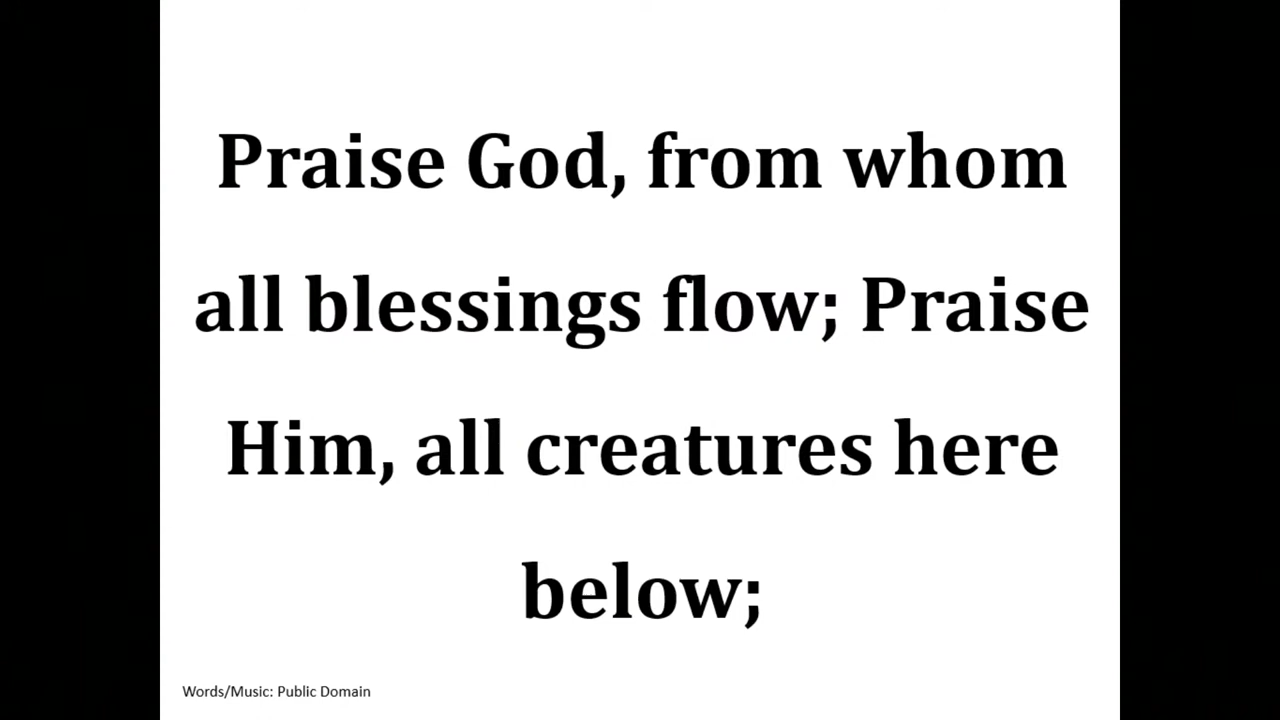 Praise God, from whom
all blessings flow; Praise
Him, all creatures here
below;
Words/Music: Public Domain